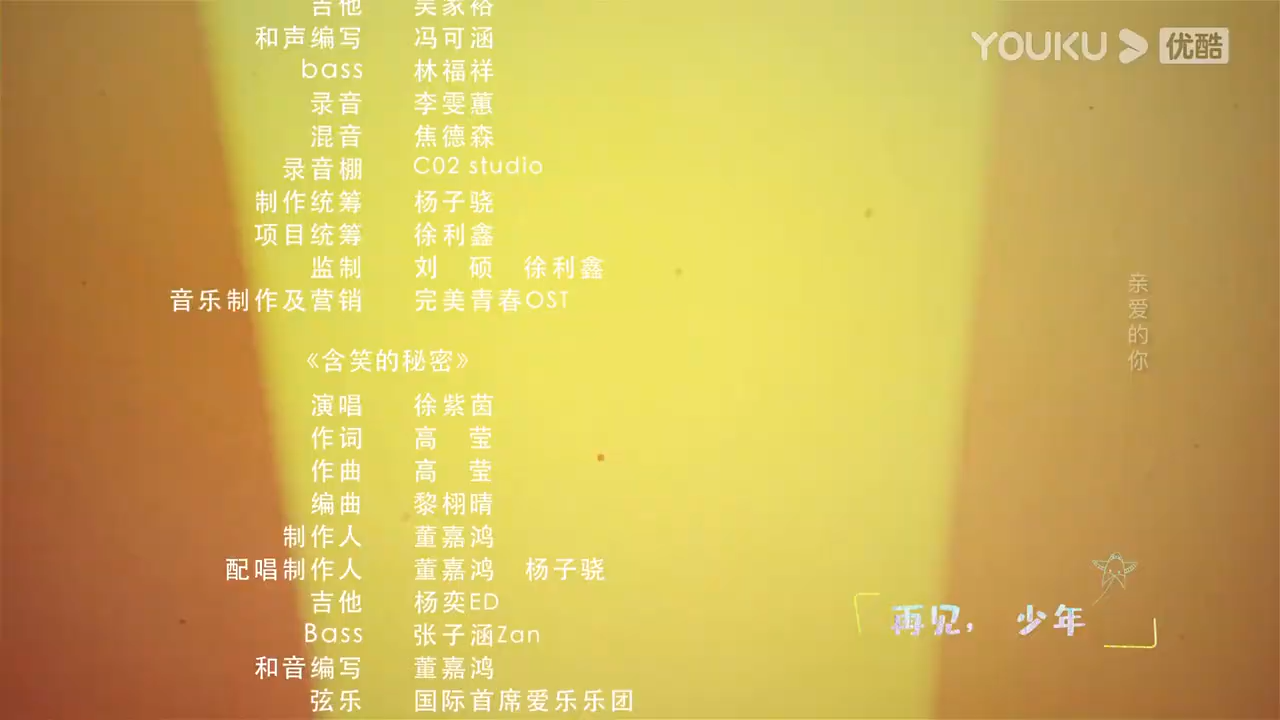 吉他 吴家裕
和声编写 冯可涵
bass 林福祥
录音 李雯蕙
混音 焦德森
录音棚 C02 studio
制作统筹 杨子骁
项目统筹 徐利鑫
监制 刘 硕 徐利鑫
音乐制作及营销 完美青春OST
《含笑的秘密》
演唱 徐紫茵
作词 高 莹
作曲 高 莹
编曲 黎栩晴
制作人 董嘉鸿
配唱制作人 董嘉鸿 杨子骁
吉他 杨奕ED
Bass 张子涵Zan
和音编写 董嘉鸿
弦乐 国际首席爱乐乐团
YOUKU 优酷
亲爱的你
再见，少年